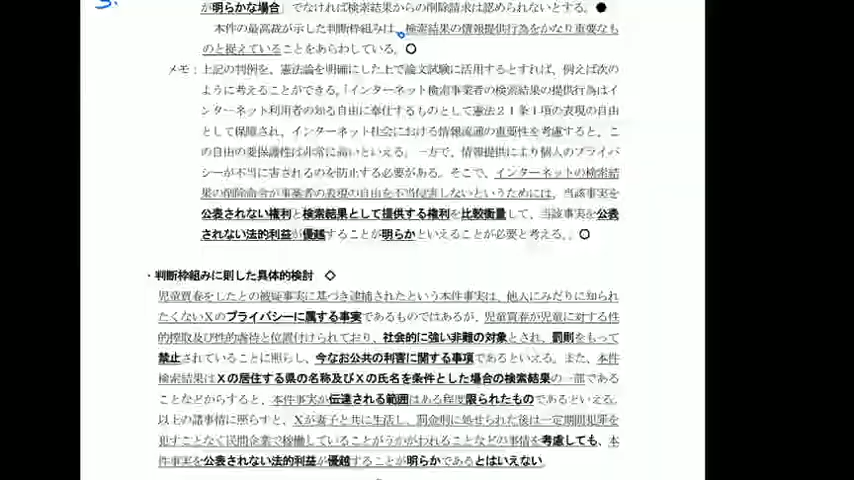 が明らかな場合」でなければ検索結果からの削除請求は認められないとする。●
本件の最高裁が示した判断枠組みは、検索結果の情報提供行為をかなり重要なも
のと捉えていることをあらわしている。○
メモ：上記の判例を、憲法論を明確にした上で論文試験に活用するとすれば、例えば次の
ように考えることができる。「インターネット検索事業者の検索結果の提供行為はイ
ンターネット利用者の知る自由に奉仕するものとして憲法２１条１項の表現の自由
として保障され、インターネット社会における情報流通の重要性を考慮すると、こ
の自由の要保護性は非常に高いといえる。一方で、情報提供により個人のプライバ
シーが不当に害されるのを防止する必要がある。そこで、インターネットの検索結
果の削除命令が事業者の表現の自由を不当侵害しないというためには、当該事実を
公表されない権利と検索結果として提供する権利を比較衡量して、当該事実を公表
されない法的利益が優越することが明らかといえることが必要と考える。。○
・判断枠組みに則した具体的検討 ◇
児童買春をしたとの被疑事実に基づき逮捕されたという本件事実は、他人にみだりに知られ
たくないXのプライバシーに属する事実であるものではあるが、児童買春が児童に対する性
的搾取及び性的虐待と位置付けられており、社会的に強い非難の対象とされ、罰則をもって
禁止されていることに照らし、今なお公共の利害に関する事項であるといえる。また、本件
検索結果はXの居住する県の名称及びXの氏名を条件とした場合の検索結果の一部である
ことなどからすると、本件事実が伝達される範囲はある程度限られたものであるといえる。
以上の諸事情に照らすと、Xが妻子と共に生活し、罰金刑に処せられた後は一定期間犯罪を
犯すことなく民間企業で稼働していることがうかがわれることなどの事情を考慮しても、本
件事実を公表されない法的利益が優越することが明らかであるとはいえない